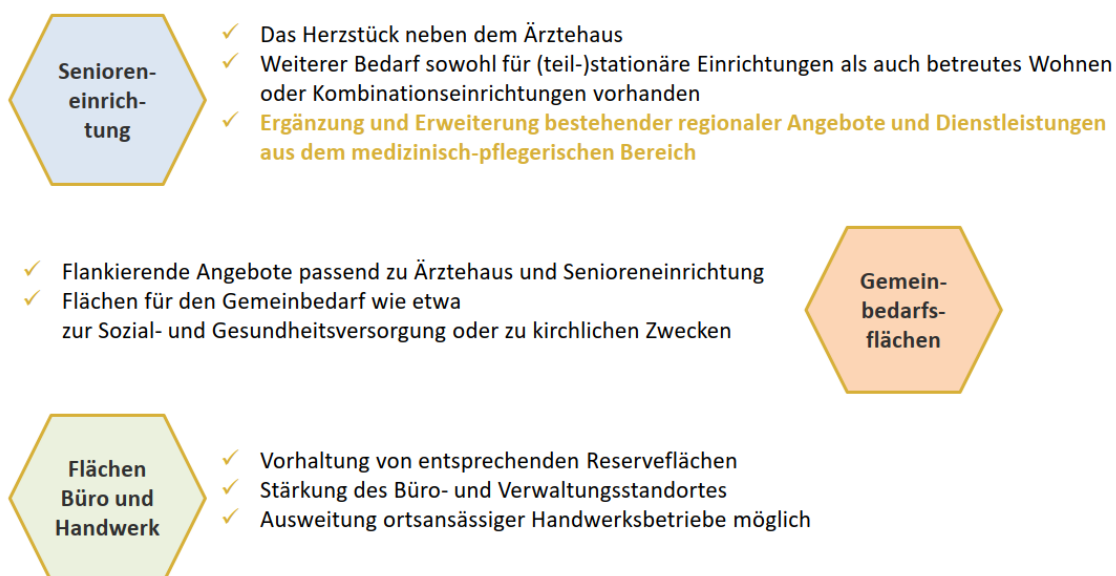 Senioren-
einrich-
tung
✓ Das Herzstück neben dem Ärztehaus
✓ Weiterer Bedarf sowohl für (teil-)stationäre Einrichtungen als auch betreutes Wohnen
oder Kombinationseinrichtungen vorhanden
✓ Ergänzung und Erweiterung bestehender regionaler Angebote und Dienstleistungen
aus dem medizinisch-pflegerischen Bereich
✓ Flankierende Angebote passend zu Ärztehaus und Senioreneinrichtung
✓ Flächen für den Gemeinbedarf wie etwa
zur Sozial- und Gesundheitsversorgung oder zu kirchlichen Zwecken
Gemein-
bedarfs-
flächen
Flächen
Büro und
Handwerk
✓ Vorhaltung von entsprechenden Reserveflächen
✓ Stärkung des Büro- und Verwaltungsstandortes
✓ Ausweitung ortsansässiger Handwerksbetriebe möglich